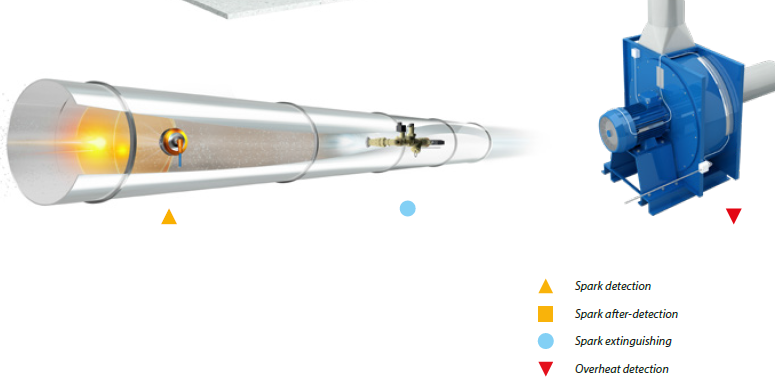 Spark detection
Spark after-detection
Spark extinguishing
Overheat detection